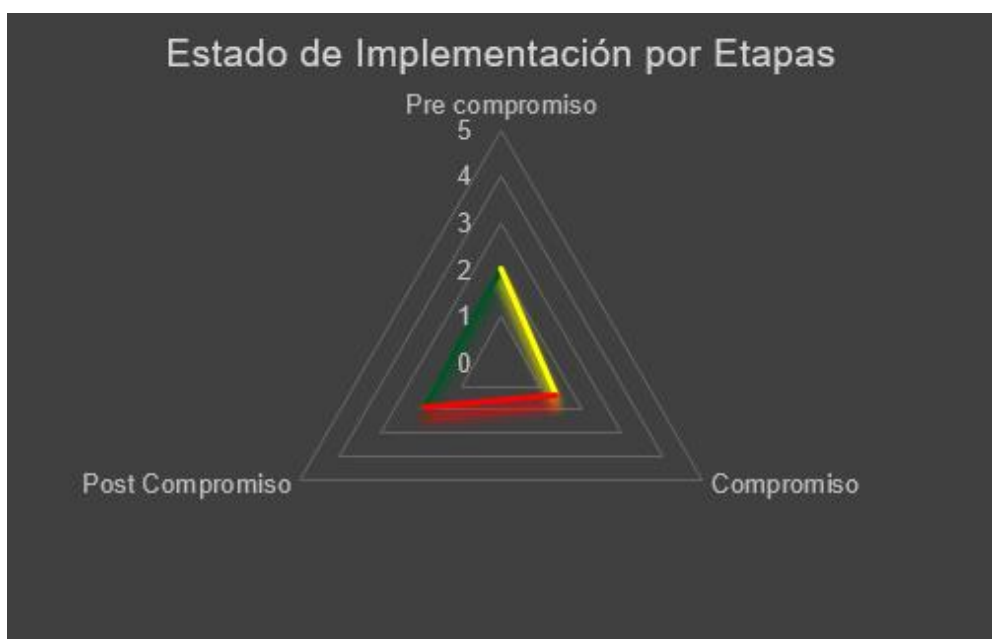 Estado de Implementación por Etapas
Pre compromiso
5
4
3
2
1
0
Post Compromiso
Compromiso